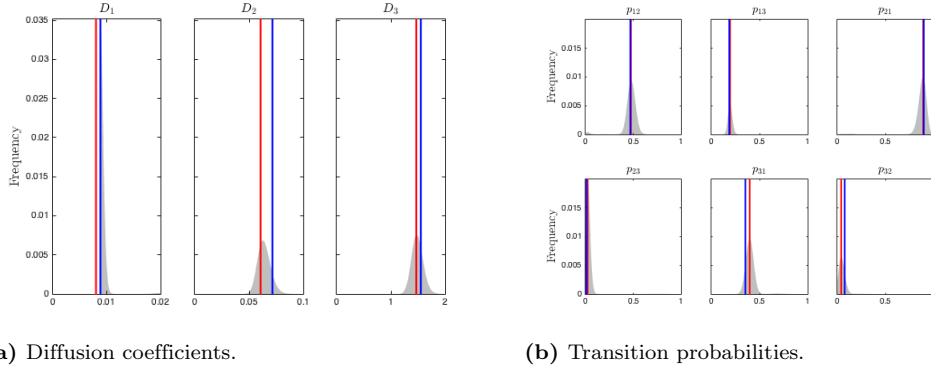 D1 D2 D3
Frequency
0.035
0.03
0.025
0.02
0.015
0.01
0.005
0
0 0.01 0.02 0 0.05 0.1 0 1 2
a) Diffusion coefficients.
p12 p13 p21
Frequency
0.015
0.01
0.005
0
0 0.5 1 0 0.5 1 0 0.5
p23 p31 p32
Frequency
0.015
0.01
0.005
0
0 0.5 1 0 0.5 1 0 0.5
(b) Transition probabilities.